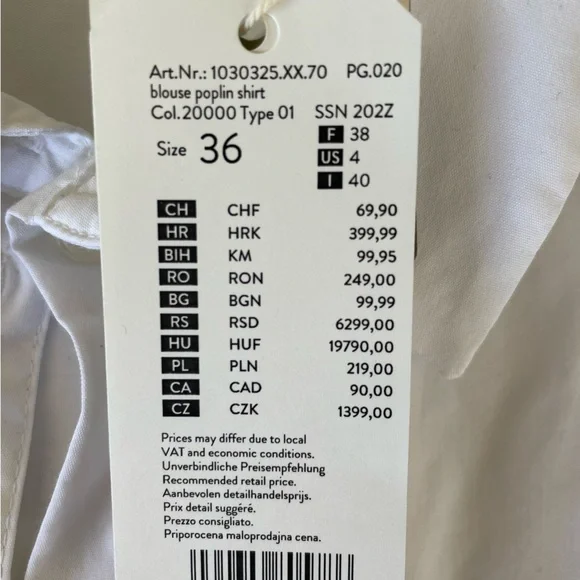 Art.Nr.: 1030325.XX.70 PG.020
blouse poplin shirt
Col.20000 Type 01 SSN 202Z
Size 36
F 38
US 4
I 40
CH CHF 69,90
HR HRK 399,99
BIH KM 99,95
RO RON 249,00
BG BGN 99,99
RS RSD 6299,00
HU HUF 19790,00
PL PLN 219,00
CA CAD 90,00
CZ CZK 1399,00
Prices may differ due to local
VAT and economic conditions.
Unverbindliche Preisempfehlung
Recommended retail price.
Aanbevolen detailhandelsprijs.
Prix detail suggéré.
Prezzo consigliato.
Priporocena maloprodajna cena.